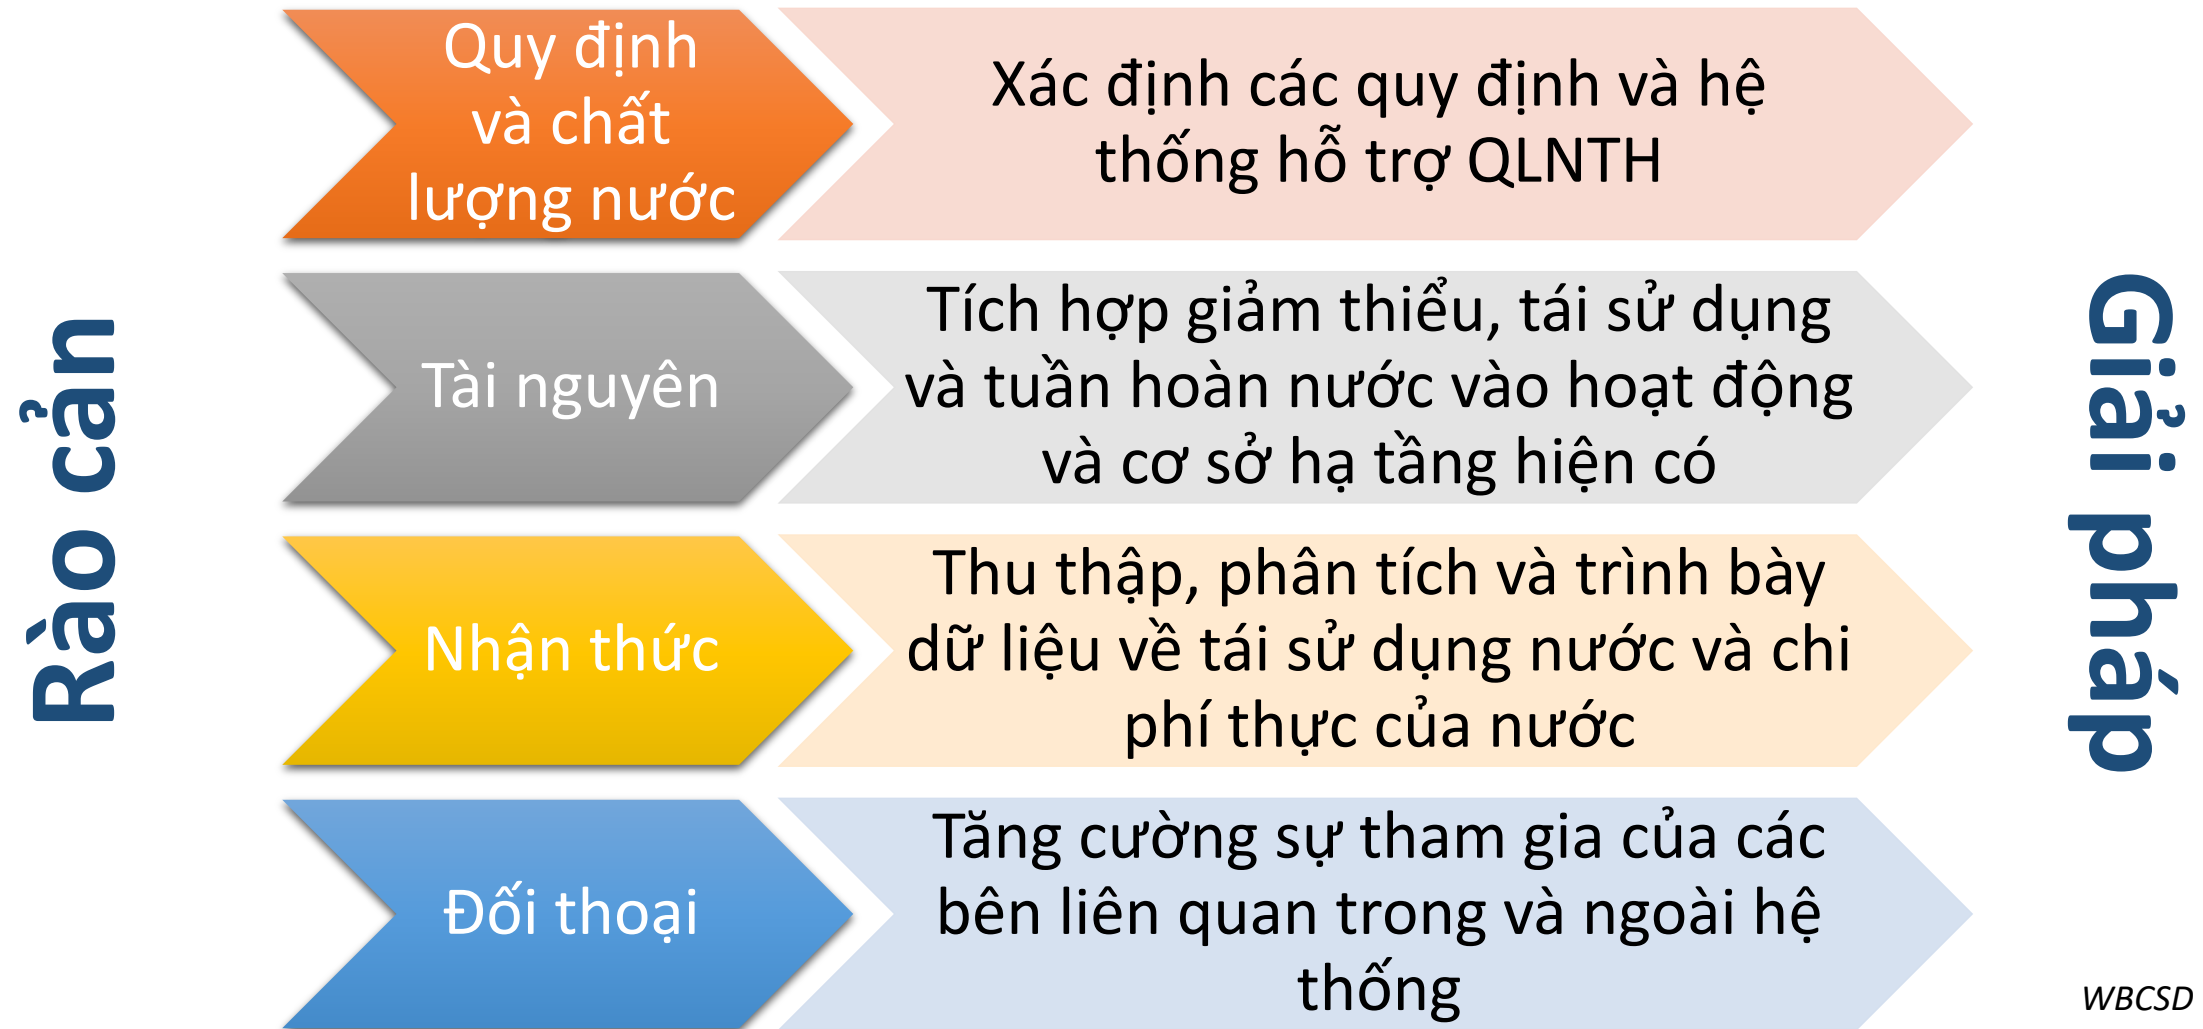 Rào cản
Quy định
và chất
lượng nước
Xác định các quy định và hệ
thống hỗ trợ QLNTH
Tài nguyên
Tích hợp giảm thiểu, tái sử dụng
và tuần hoàn nước vào hoạt động
và cơ sở hạ tầng hiện có
Nhận thức
Thu thập, phân tích và trình bày
dữ liệu về tái sử dụng nước và chi
phí thực của nước
Đối thoại
Tăng cường sự tham gia của các
bên liên quan trong và ngoài hệ
thống
Giải pháp
WBCSD